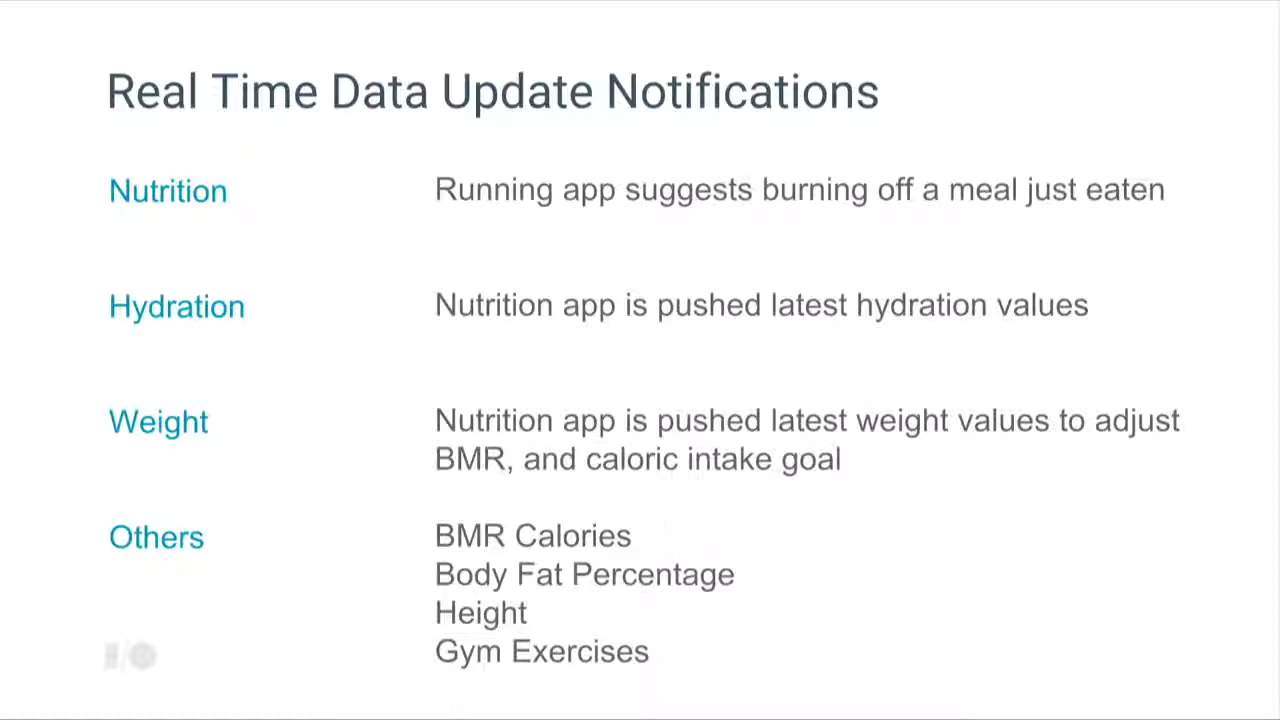 Real Time Data Update Notifications
Nutrition
Running app suggests burning off a meal just eaten
Hydration
Nutrition app is pushed latest hydration values
Weight
Nutrition app is pushed latest weight values to adjust
BMR, and caloric intake goal
Others
BMR Calories
Body Fat Percentage
Height
Gym Exercises
I/O